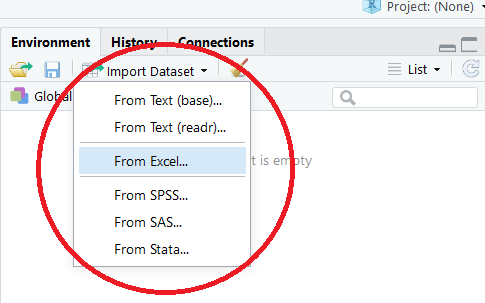 Project: (None)
Environment History Connections
Import Dataset List
Global
From Text (base)...
From Text (readr)...
From Excel...
t is empty
From SPSS...
From SAS...
From Stata...